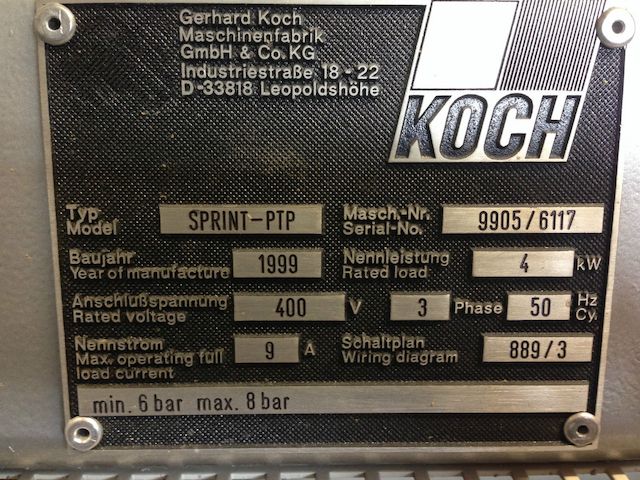 Gerhard Koch
Maschinenfabrik
GmbH & Co. KG
Industriestraße 18 - 22
D-33818 Leopoldshöhe
KOCH
Typ
Model
SPRINT-PTP
Masch.-Nr.
Serial-No.
9905/6117
Baujahr
Year of manufacture
1999
Nennleistung
Rated load
4 kW
Anschlußspannung
Rated voltage
400 V
3 Phase
50 Hz
Cy.
Nennstrom
Max. operating full
load current
9 A
Schaltplan
Wiring diagram
889/3
min. 6 bar max. 8 bar